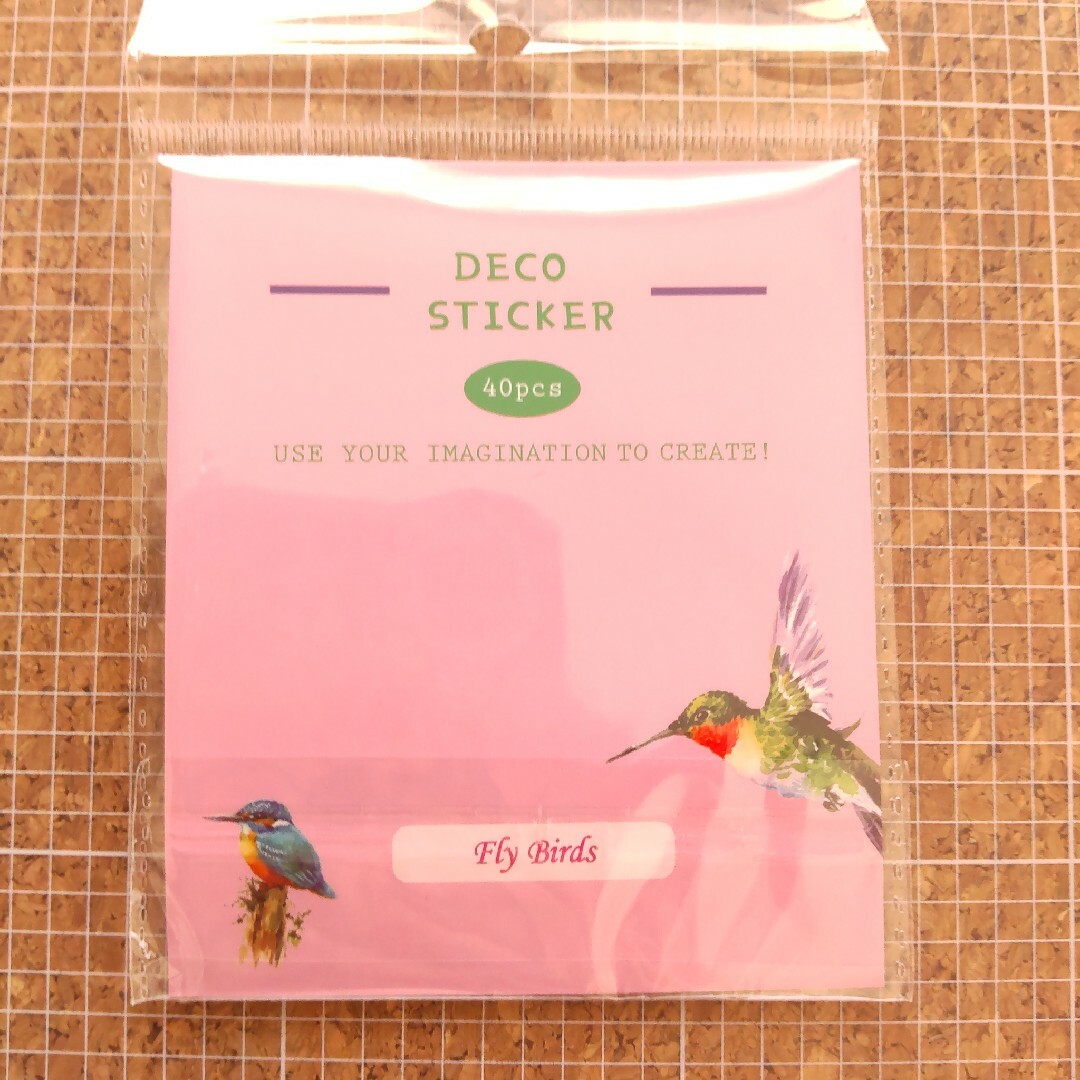 DECO
STICKER
40pcs
USE YOUR IMAGINATION TO CREATE!
Fly Birds